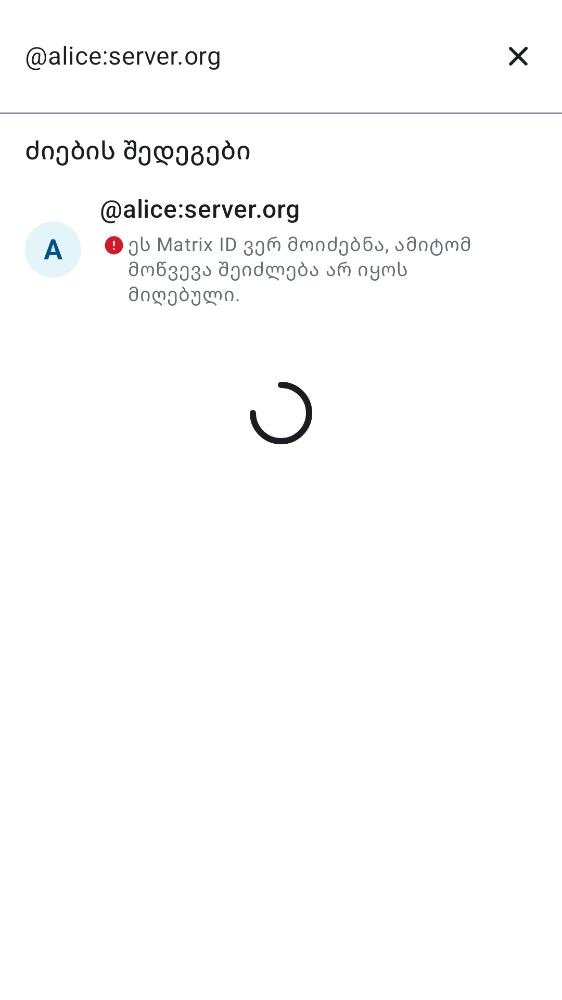 @alice:server.org
ძიების შედეგები
@alice:server.org
A
ეს Matrix ID ვერ მოიძებნა, ამიტომ
მოწვევა შეიძლება არ იყოს
მიღებული.